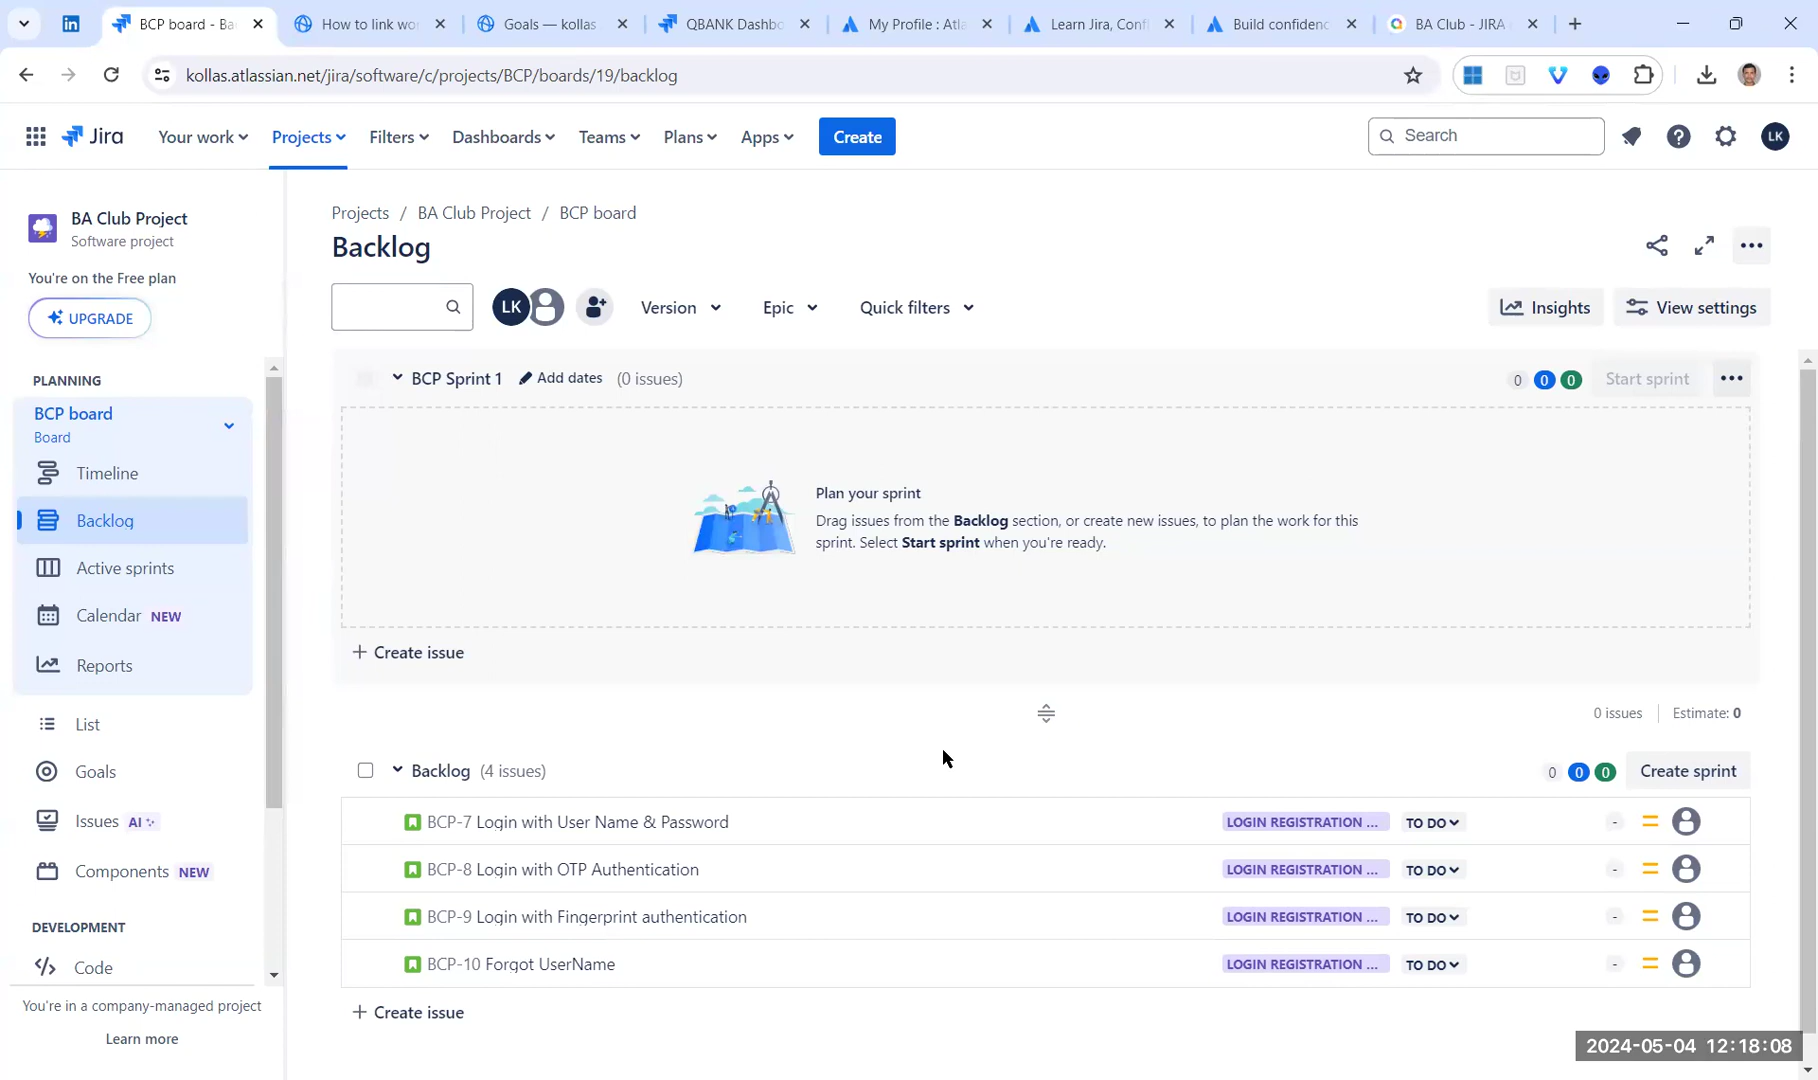 BCP board - Ba
How to link wor
Goals — kollas
QBANK Dashbo
My Profile : Atla
Learn Jira, Confl
Build confidenc
BA Club - JIRA
kollas.atlassian.net/jira/software/c/projects/BCP/boards/19/backlog
Jira
Your work
Projects
Filters
Dashboards
Teams
Plans
Apps
Create
Search
LK
BA Club Project
Software project
You're on the Free plan
UPGRADE
PLANNING
BCP board
Board
Timeline
Backlog
Active sprints
Calendar NEW
Reports
List
Goals
Issues AI
Components NEW
DEVELOPMENT
Code
You're in a company-managed project
Learn more
Projects / BA Club Project / BCP board
Backlog
LK
Version
Epic
Quick filters
Insights
View settings
BCP Sprint 1 Add dates (0 issues)
0 0 0 Start sprint
Plan your sprint
Drag issues from the Backlog section, or create new issues, to plan the work for this
sprint. Select Start sprint when you're ready.
+ Create issue
0 issues Estimate: 0
Backlog (4 issues)
0 0 0 Create sprint
BCP-7 Login with User Name & Password LOGIN REGISTRATION ... TO DO -
BCP-8 Login with OTP Authentication LOGIN REGISTRATION ... TO DO -
BCP-9 Login with Fingerprint authentication LOGIN REGISTRATION ... TO DO -
BCP-10 Forgot UserName LOGIN REGISTRATION ... TO DO -
+ Create issue
2024-05-04 12:18:08